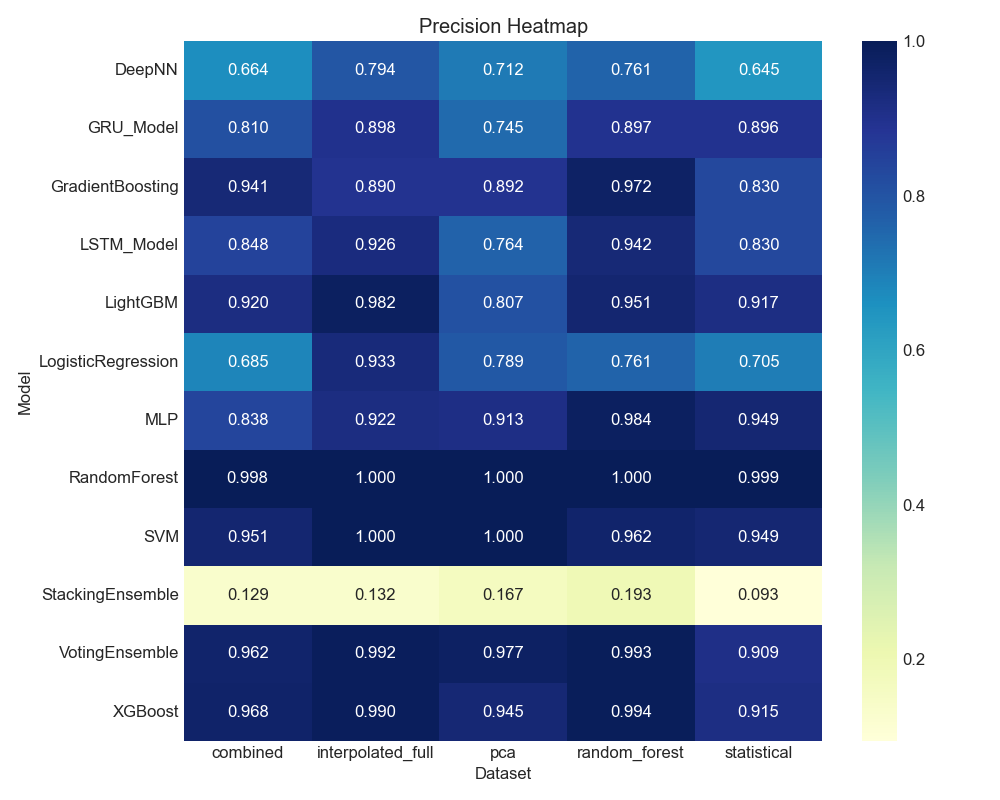 Precision Heatmap
DeepNN 0.664 0.794 0.712 0.761 0.645
GRU_Model 0.810 0.898 0.745 0.897 0.896
GradientBoosting 0.941 0.890 0.892 0.972 0.830
LSTM_Model 0.848 0.926 0.764 0.942 0.830
LightGBM 0.920 0.982 0.807 0.951 0.917
LogisticRegression 0.685 0.933 0.789 0.761 0.705
MLP 0.838 0.922 0.913 0.984 0.949
RandomForest 0.998 1.000 1.000 1.000 0.999
SVM 0.951 1.000 1.000 0.962 0.949
StackingEnsemble 0.129 0.132 0.167 0.193 0.093
VotingEnsemble 0.962 0.992 0.977 0.993 0.909
XGBoost 0.968 0.990 0.945 0.994 0.915
combined interpolated_full pca random_forest statistical
Dataset
Model
1.0
0.8
0.6
0.4
0.2